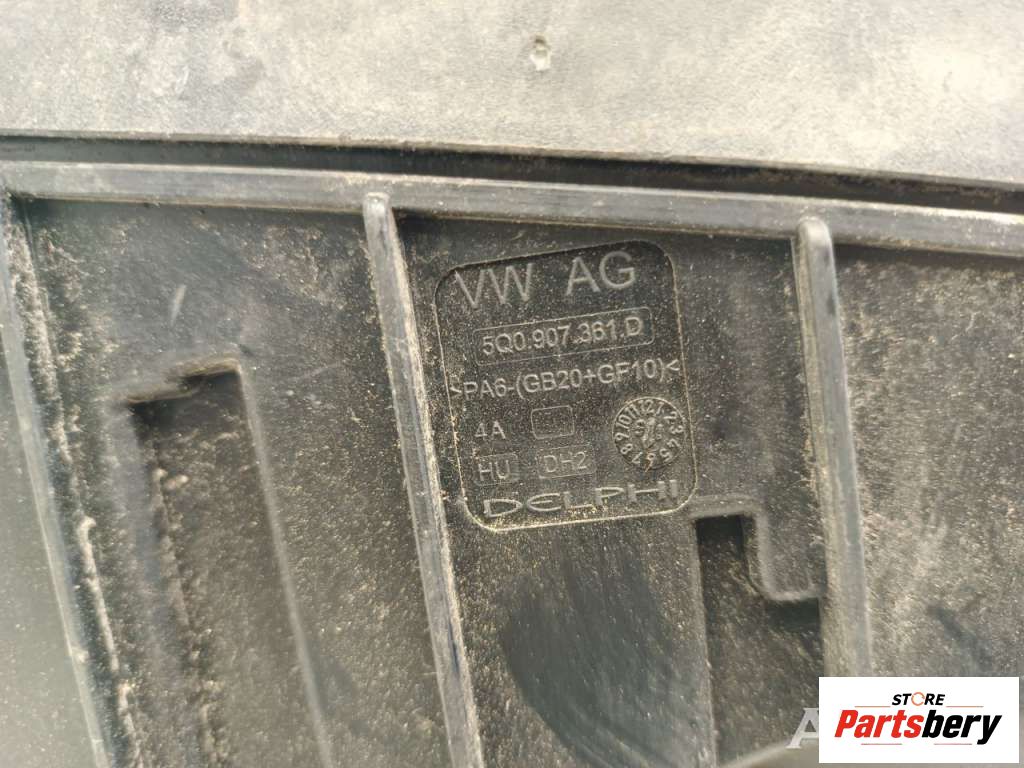 VW AG
5Q0.907.361.D
>PA6-(GB20+GF10)<
4A
HU DH2
DELPHI
STORE
Partsbery
A